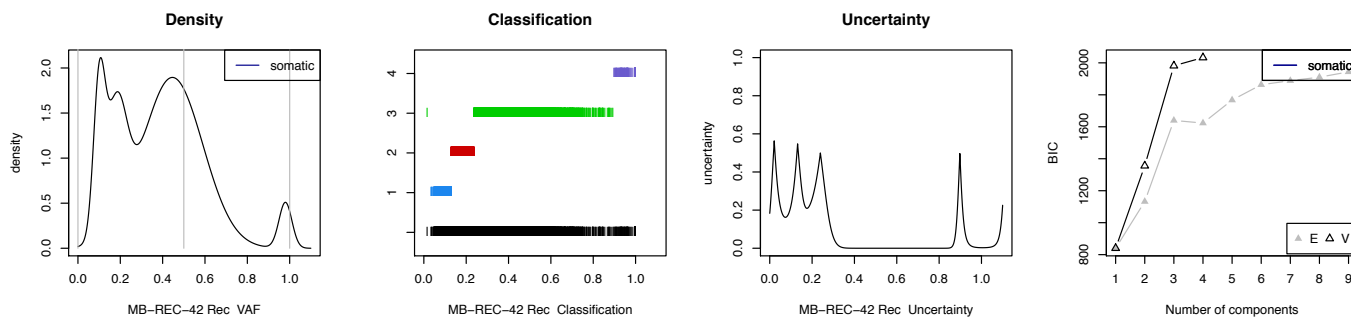 Density
density
0.0 0.5 1.0 1.5 2.0
somatic
0.0 0.2 0.4 0.6 0.8 1.0
MB−REC−42 Rec VAF
Classification
1 2 3 4
0.0 0.2 0.4 0.6 0.8 1.0
MB−REC−42 Rec Classification
Uncertainty
uncertainty
0.0 0.2 0.4 0.6 0.8 1.0
0.0 0.2 0.4 0.6 0.8 1.0
MB−REC−42 Rec Uncertainty
BIC
800 1200 1600 2000
somatic
E V
1 2 3 4 5 6 7 8 9
Number of components